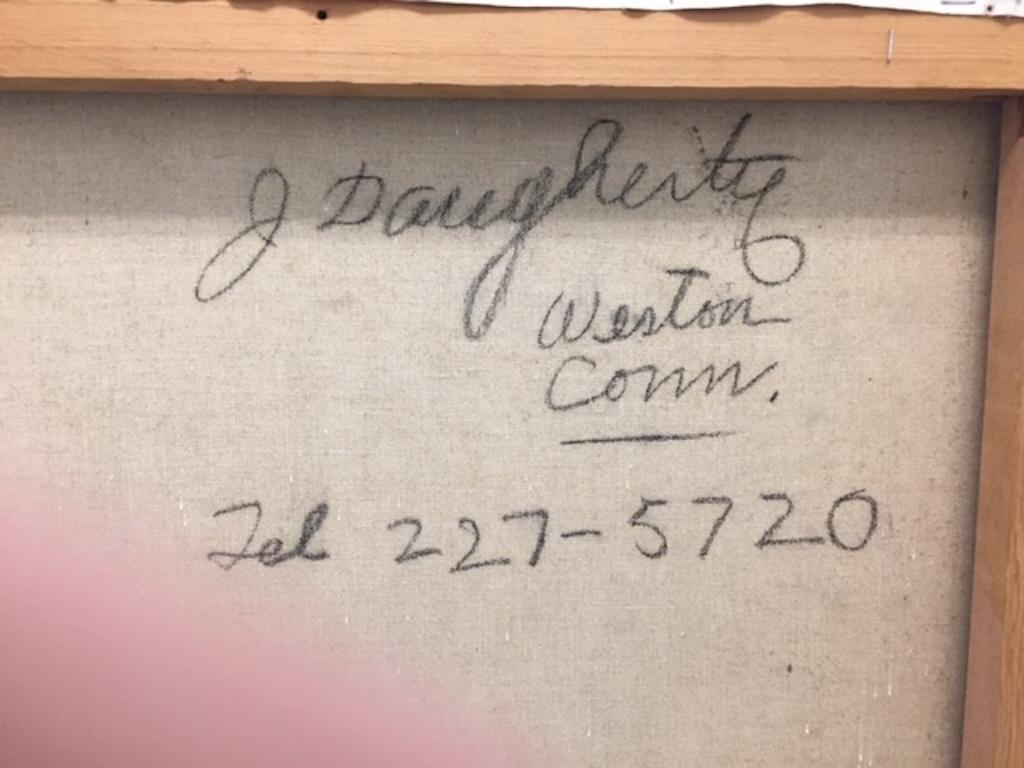 J Daugherty
Weston
Conn.
Tel 227-5720